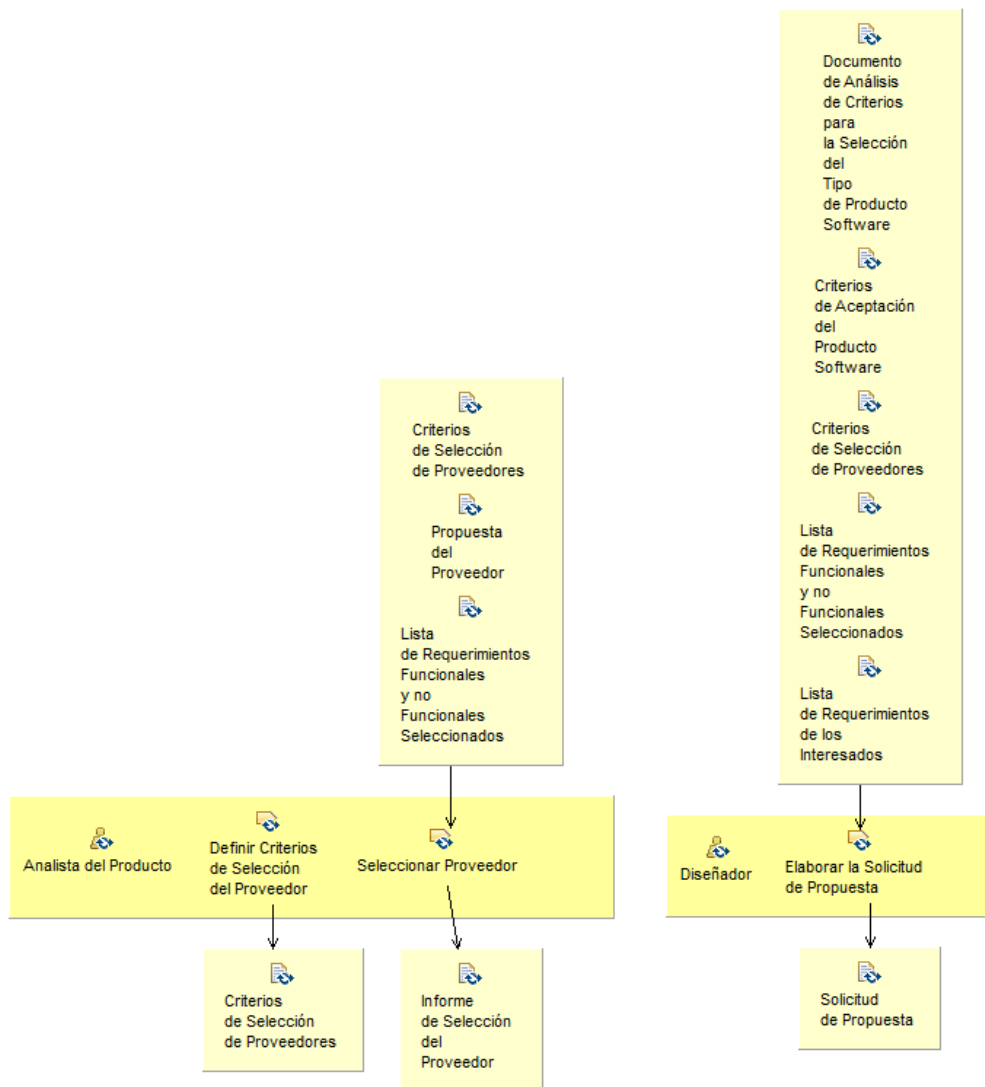 Documento
de Análisis
de Criterios
para
la Selección
del
Tipo
de Producto
Software
Criterios
de Aceptación
del
Producto
Software
Criterios
de Selección
de Proveedores
Lista
de Requerimientos
Funcionales
y no
Funcionales
Seleccionados
Lista
de Requerimientos
de los
Interesados
Criterios
de Selección
de Proveedores
Propuesta
del
Proveedor
Lista
de Requerimientos
Funcionales
y no
Funcionales
Seleccionados
Analista del Producto
Definir Criterios
de Selección
del Proveedor
Seleccionar Proveedor
Diseñador
Elaborar la Solicitud
de Propuesta
Criterios
de Selección
de Proveedores
Informe
de Selección
del
Proveedor
Solicitud
de Propuesta